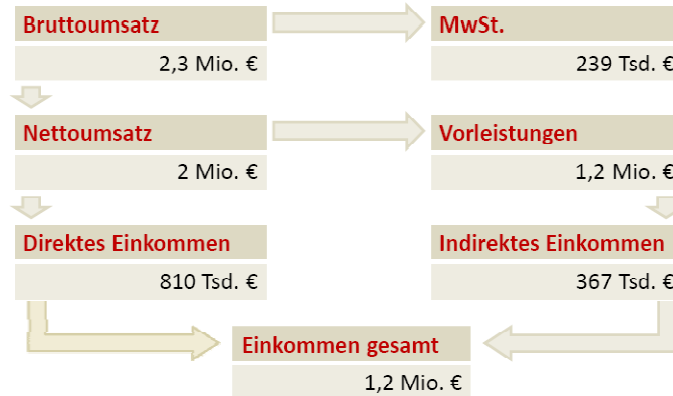 Bruttoumsatz
MwSt.
2,3 Mio. €
239 Tsd. €
Nettoumsatz
Vorleistungen
2 Mio. €
1,2 Mio. €
Direktes Einkommen
Indirektes Einkommen
810 Tsd. €
367 Tsd. €
Einkommen gesamt
1,2 Mio. €